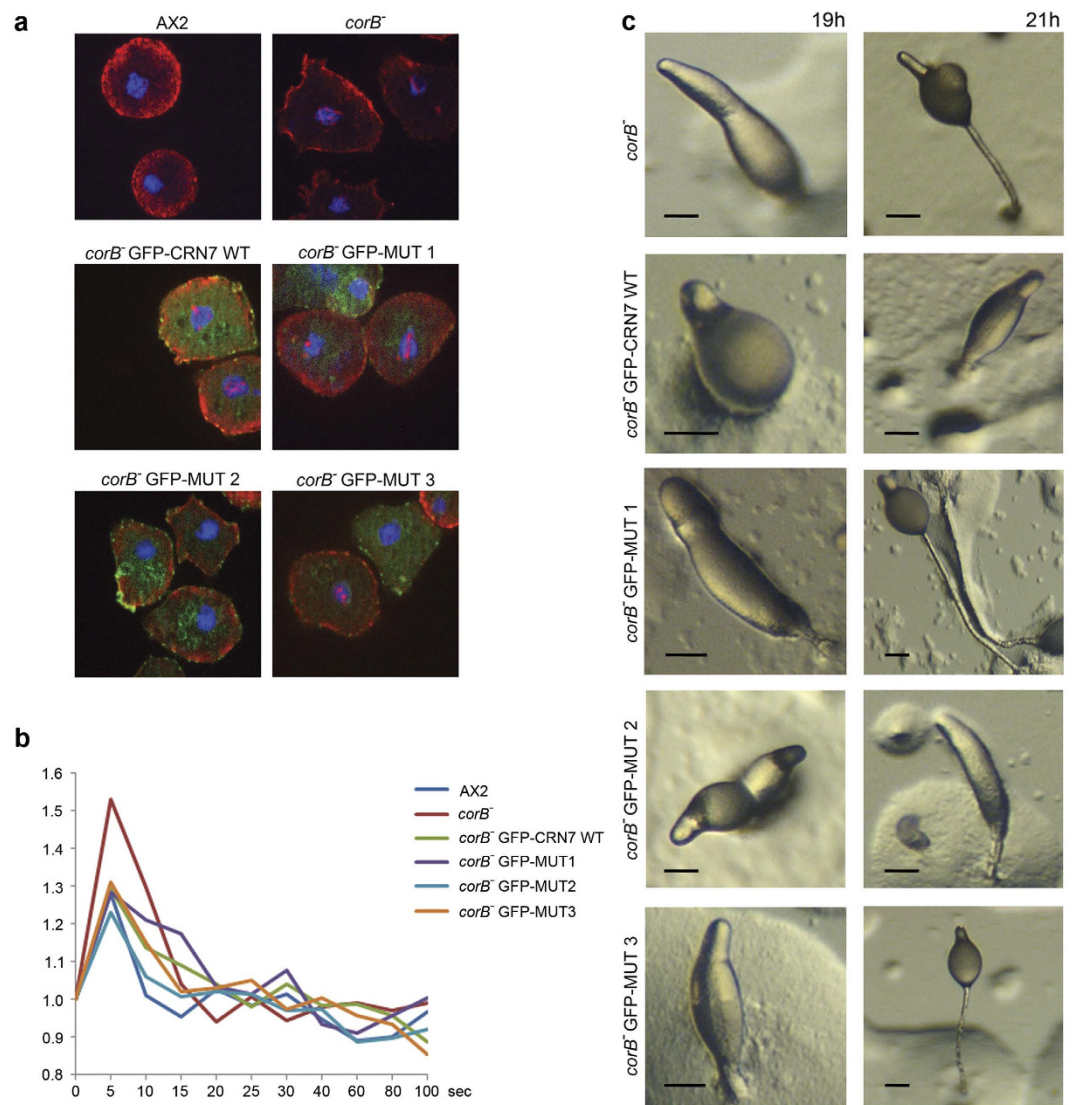 a
AX2
corB⁻
corB⁻ GFP-CRN7 WT
corB⁻ GFP-MUT 1
corB⁻ GFP-MUT 2
corB⁻ GFP-MUT 3
b
1.6
1.5
1.4
1.3
1.2
1.1
1.0
0.9
0.8
0 5 10 15 20 25 30 40 60 80 100 sec
AX2
corB⁻
corB⁻ GFP-CRN7 WT
corB⁻ GFP-MUT1
corB⁻ GFP-MUT2
corB⁻ GFP-MUT3
c
19h 21h
corB⁻
corB⁻ GFP-CRN7 WT
corB⁻ GFP-MUT 1
corB⁻ GFP-MUT 2
corB⁻ GFP-MUT 3